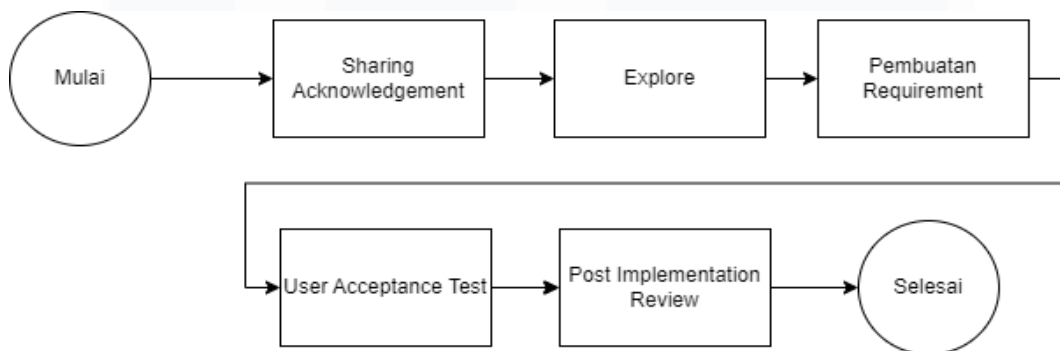 Mulai
Sharing
Acknowledgement
Explore
Pembuatan
Requirement
User Acceptance Test
Post Implementation
Review
Selesai